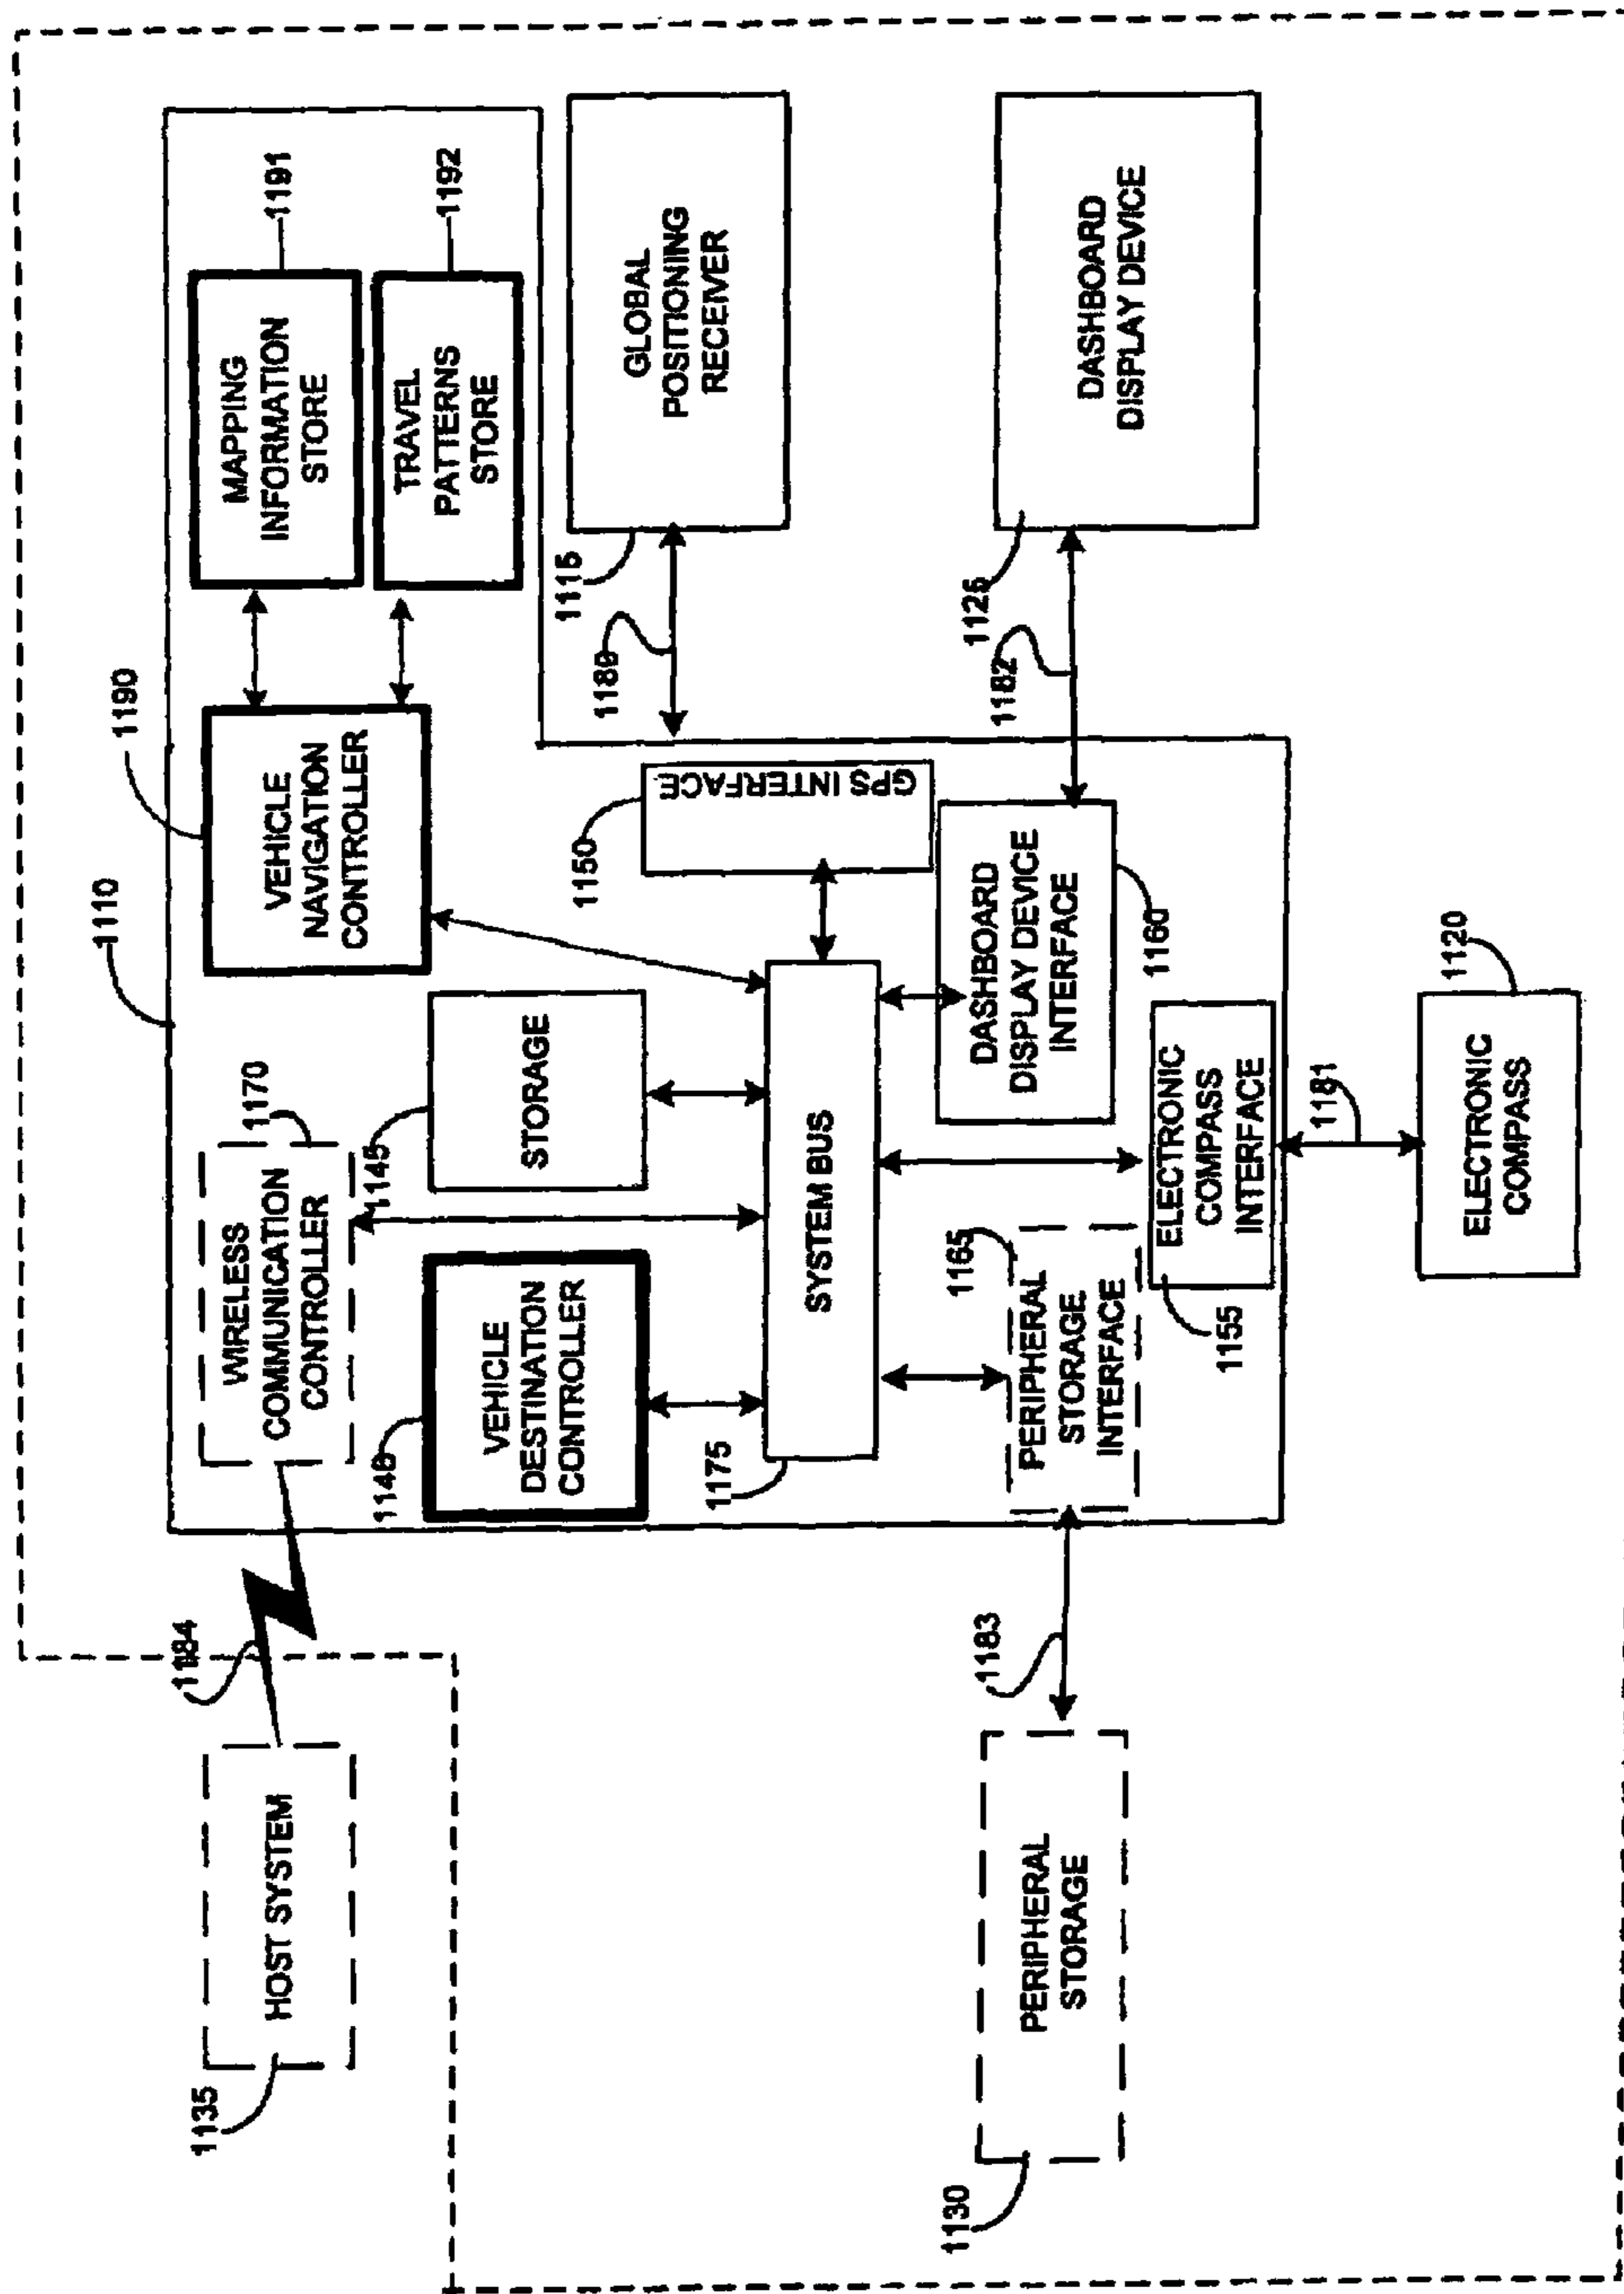 1135
HOST SYSTEM
1184
WIRELESS
COMMUNICATION
CONTROLLER
1170
1110
1190
VEHICLE
NAVIGATION
CONTROLLER
MAPPING
INFORMATION
STORE
1191
TRAVEL
PATTERNS
STORE
1192
1140
VEHICLE
DESTINATION
CONTROLLER
1145
STORAGE
1175
SYSTEM BUS
1150
GPS INTERFACE
1180
1115
GLOBAL
POSITIONING
RECEIVER
DASHBOARD
DISPLAY DEVICE
INTERFACE
1160
1182
1125
DASHBOARD
DISPLAY DEVICE
1130
PERIPHERAL
STORAGE
1183
PERIPHERAL
STORAGE
INTERFACE
1165
1155
ELECTRONIC
COMPASS
INTERFACE
1181
ELECTRONIC
COMPASS
1120